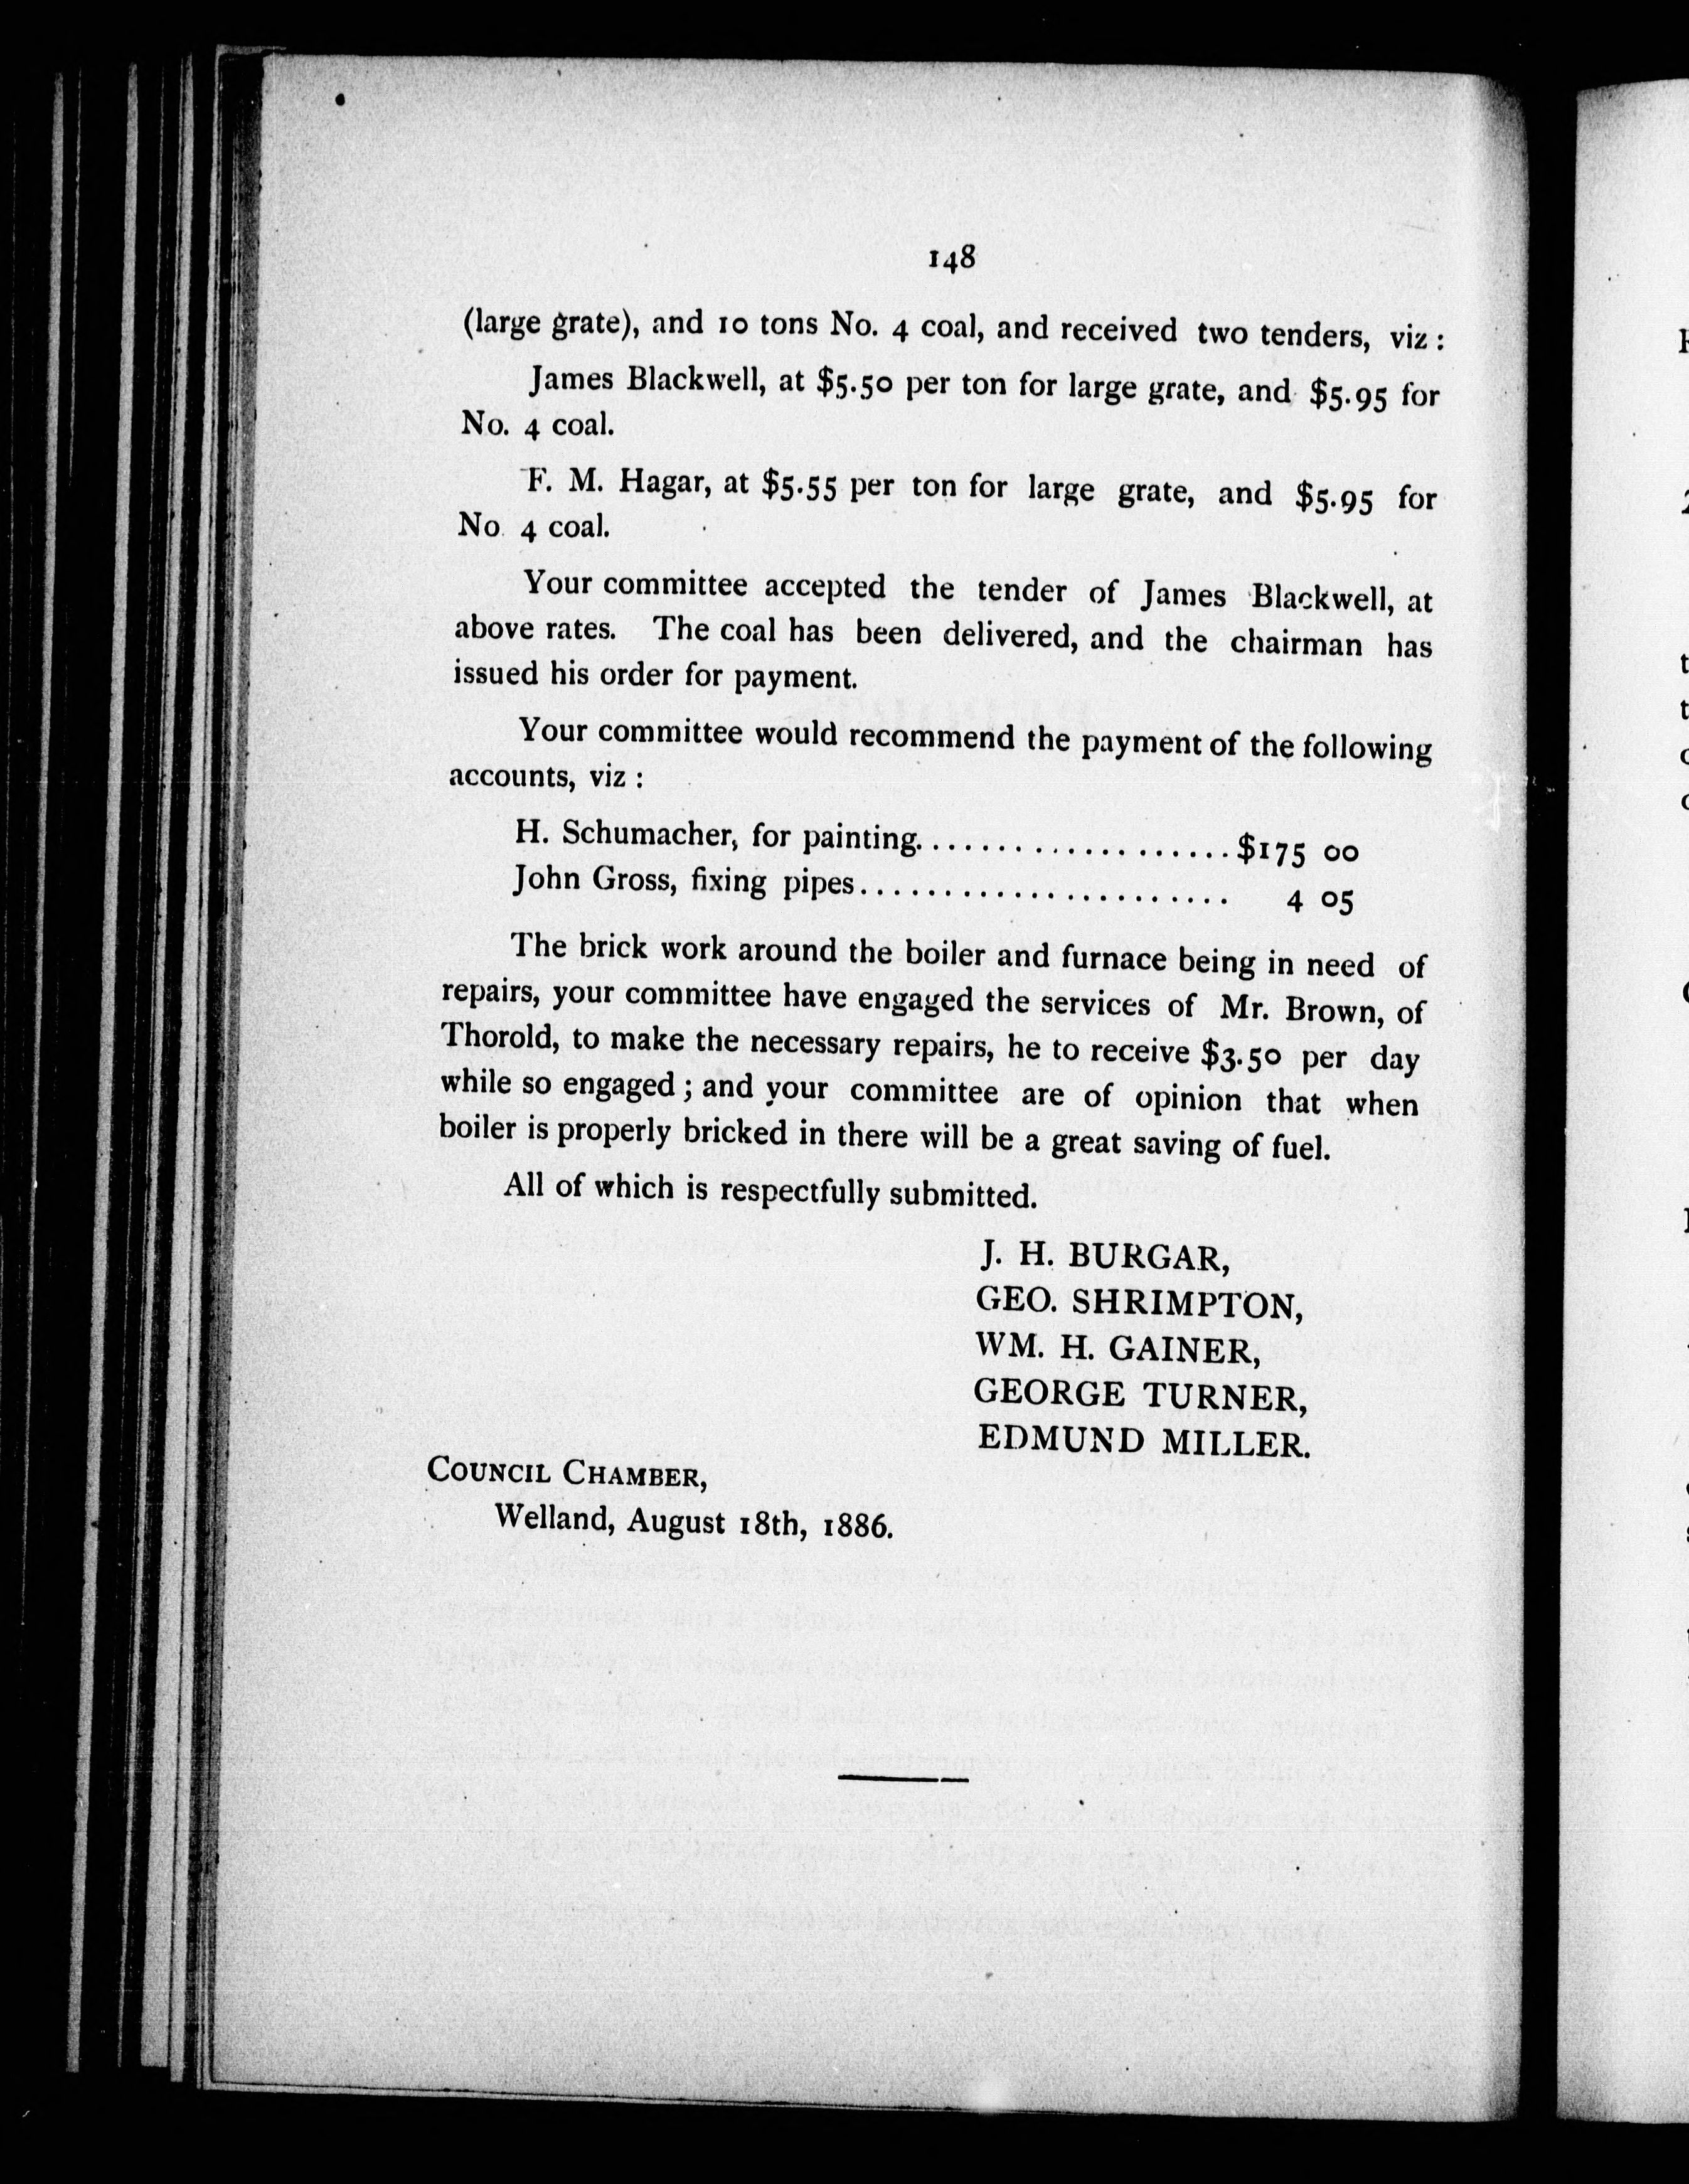 148
(large grate), and 10 tons No. 4 coal, and received two tenders, viz :
James Blackwell, at $5.50 per ton for large grate, and $5.95 for
No. 4 coal.
F. M. Hagar, at $5.55 per ton for large grate, and $5.95 for
No. 4 coal.
Your committee accepted the tender of James Blackwell, at
above rates. The coal has been delivered, and the chairman has
issued his order for payment.
Your committee would recommend the payment of the following
accounts, viz :
H. Schumacher, for painting....................$175 00
John Gross, fixing pipes....................... 4 05
The brick work around the boiler and furnace being in need of
repairs, your committee have engaged the services of Mr. Brown, of
Thorold, to make the necessary repairs, he to receive $3.50 per day
while so engaged ; and your committee are of opinion that when
boiler is properly bricked in there will be a great saving of fuel.
All of which is respectfully submitted.
J. H. BURGAR,
GEO. SHRIMPTON,
WM. H. GAINER,
GEORGE TURNER,
EDMUND MILLER.
COUNCIL CHAMBER,
Welland, August 18th, 1886.